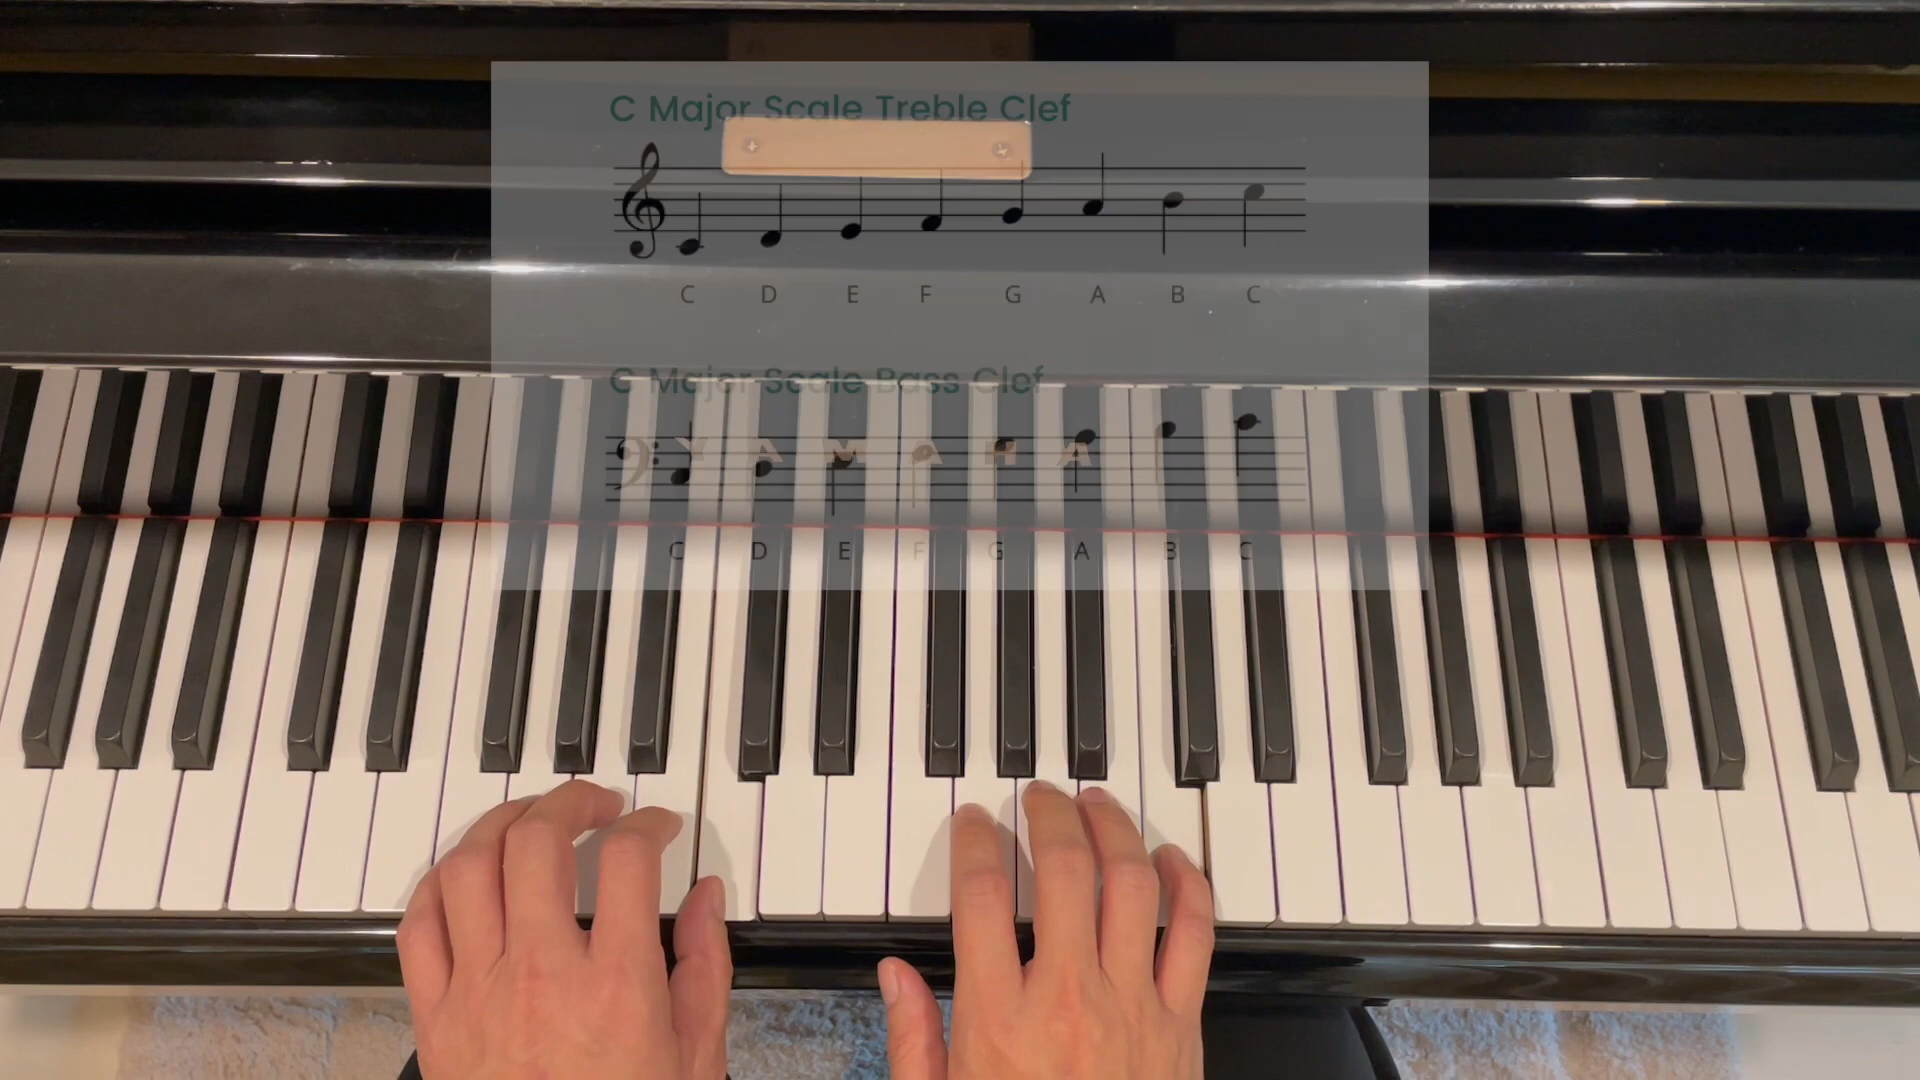 C Major Scale Treble Clef
C D E F G A B C
C Major Scale Bass Clef
YAMAHA
C D E F G A B C